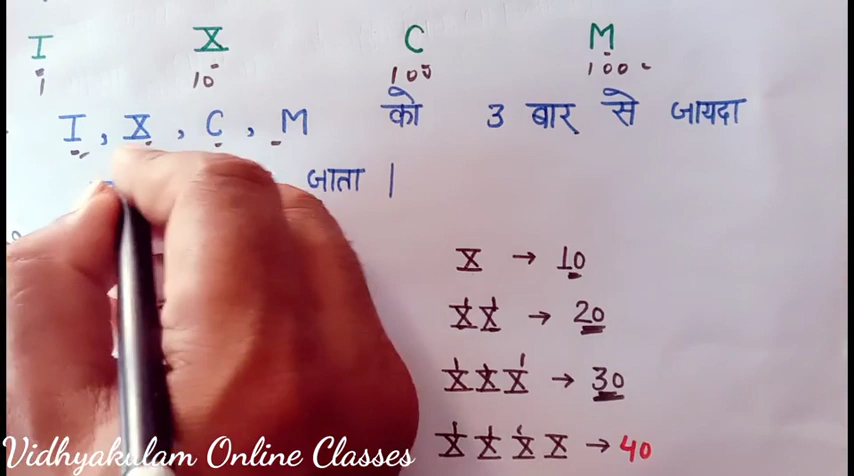 I X C M
1 10 100 1000
I, X, C, M को 3 बार से जायदा
जाता |
X → 10
XX → 20
XXX → 30
XXXX → 40
Vidhyakulam Online Classes